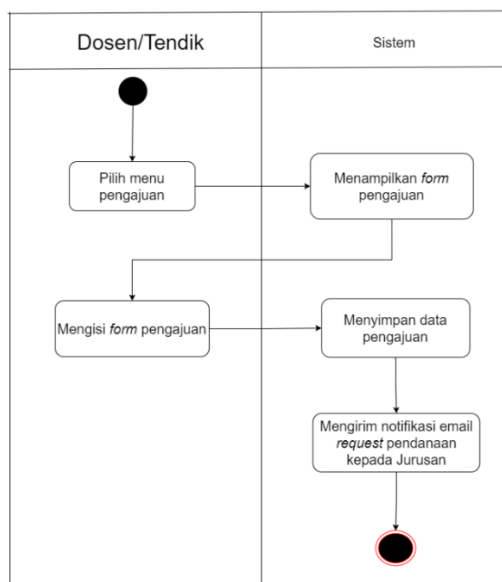 Dosen/Tendik
Sistem
Pilih menu
pengajuan
Menampilkan form
pengajuan
Mengisi form pengajuan
Menyimpan data
pengajuan
Mengirim notifikasi email
request pendanaan
kepada Jurusan